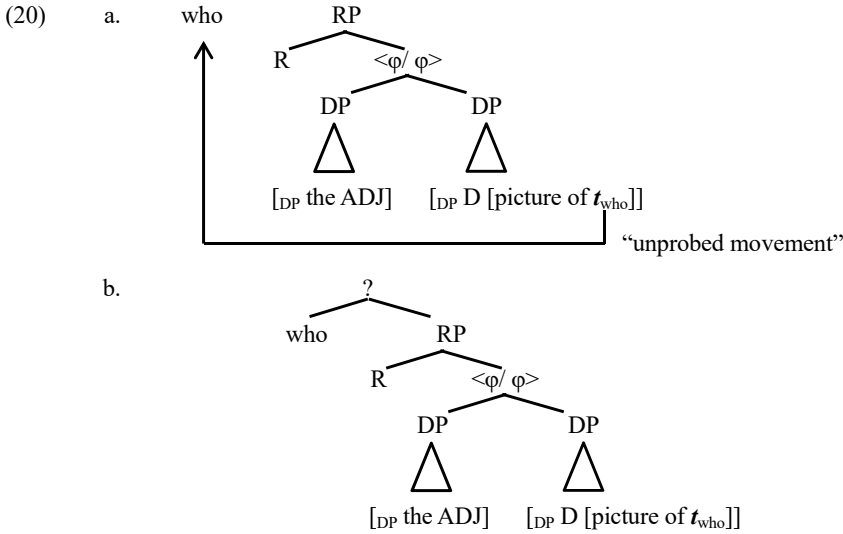 (20) a. who RP
R <φ/ φ>
DP DP
[DP the ADJ] [DP D [picture of twho]]
“unprobed movement”
b. ?
who RP
R <φ/ φ>
DP DP
[DP the ADJ] [DP D [picture of twho]]